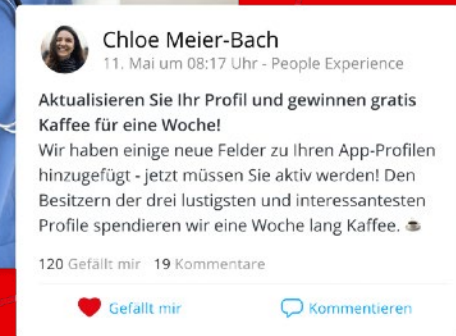 Chloe Meier-Bach
11. Mai um 08:17 Uhr - People Experience
Aktualisieren Sie Ihr Profil und gewinnen gratis
Kaffee für eine Woche!
Wir haben einige neue Felder zu Ihren App-Profilen
hinzugefügt - jetzt müssen Sie aktiv werden! Den
Besitzern der drei lustigsten und interessantesten
Profile spendieren wir eine Woche lang Kaffee. ☕
120 Gefällt mir 19 Kommentare
Gefällt mir Kommentieren